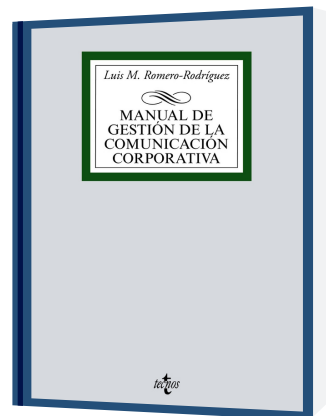 Luis M. Romero-Rodríguez
MANUAL DE
GESTIÓN DE LA
COMUNICACIÓN
CORPORATIVA
tecnos